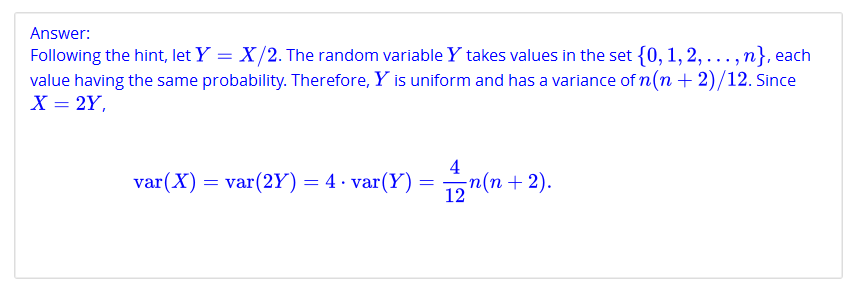 Answer:
Following the hint, let Y = X/2. The random variable Y takes values in the set {0, 1, 2, . . . , n}, each
value having the same probability. Therefore, Y is uniform and has a variance of n(n + 2)/12. Since
X = 2Y,
var(X) = var(2Y) = 4 · var(Y) = 4/12 n(n + 2).